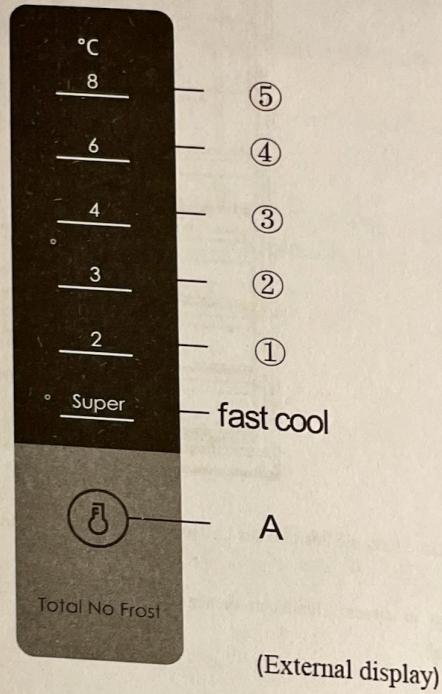 °C
8 ⑤
6 ④
4 ③
3 ②
2 ①
Super fast cool
A
Total No Frost
(External display)